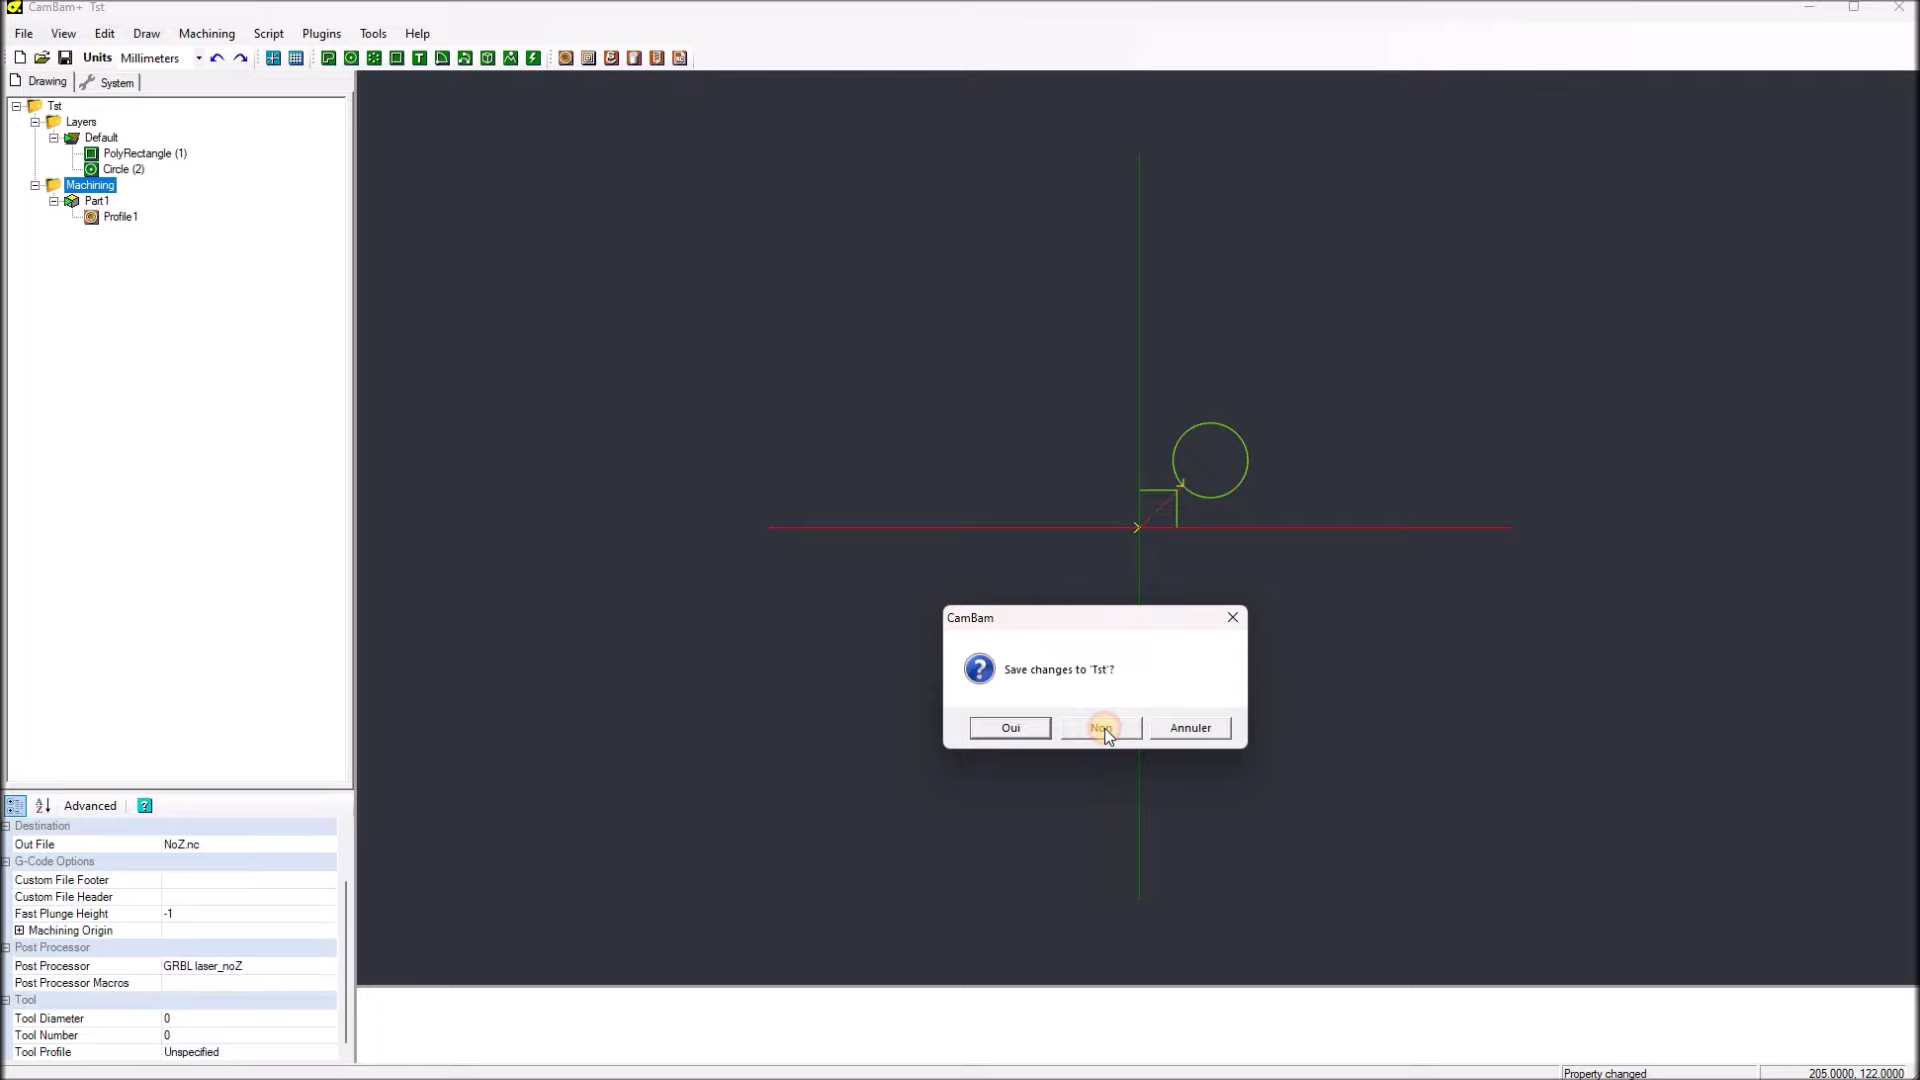 CamBam+ Tst
File View Edit Draw Machining Script Plugins Tools Help
Units Millimeters
Drawing System
Tst
Layers
Default
PolyRectangle (1)
Circle (2)
Machining
Part1
Profile1
CamBam
Save changes to 'Tst'?
Oui Non Annuler
Advanced
Destination
Out File NoZ.nc
G-Code Options
Custom File Footer
Custom File Header
Fast Plunge Height -1
Machining Origin
Post Processor
Post Processor GRBL laser_noZ
Post Processor Macros
Tool
Tool Diameter 0
Tool Number 0
Tool Profile Unspecified
Property changed 205.0000, 122.0000